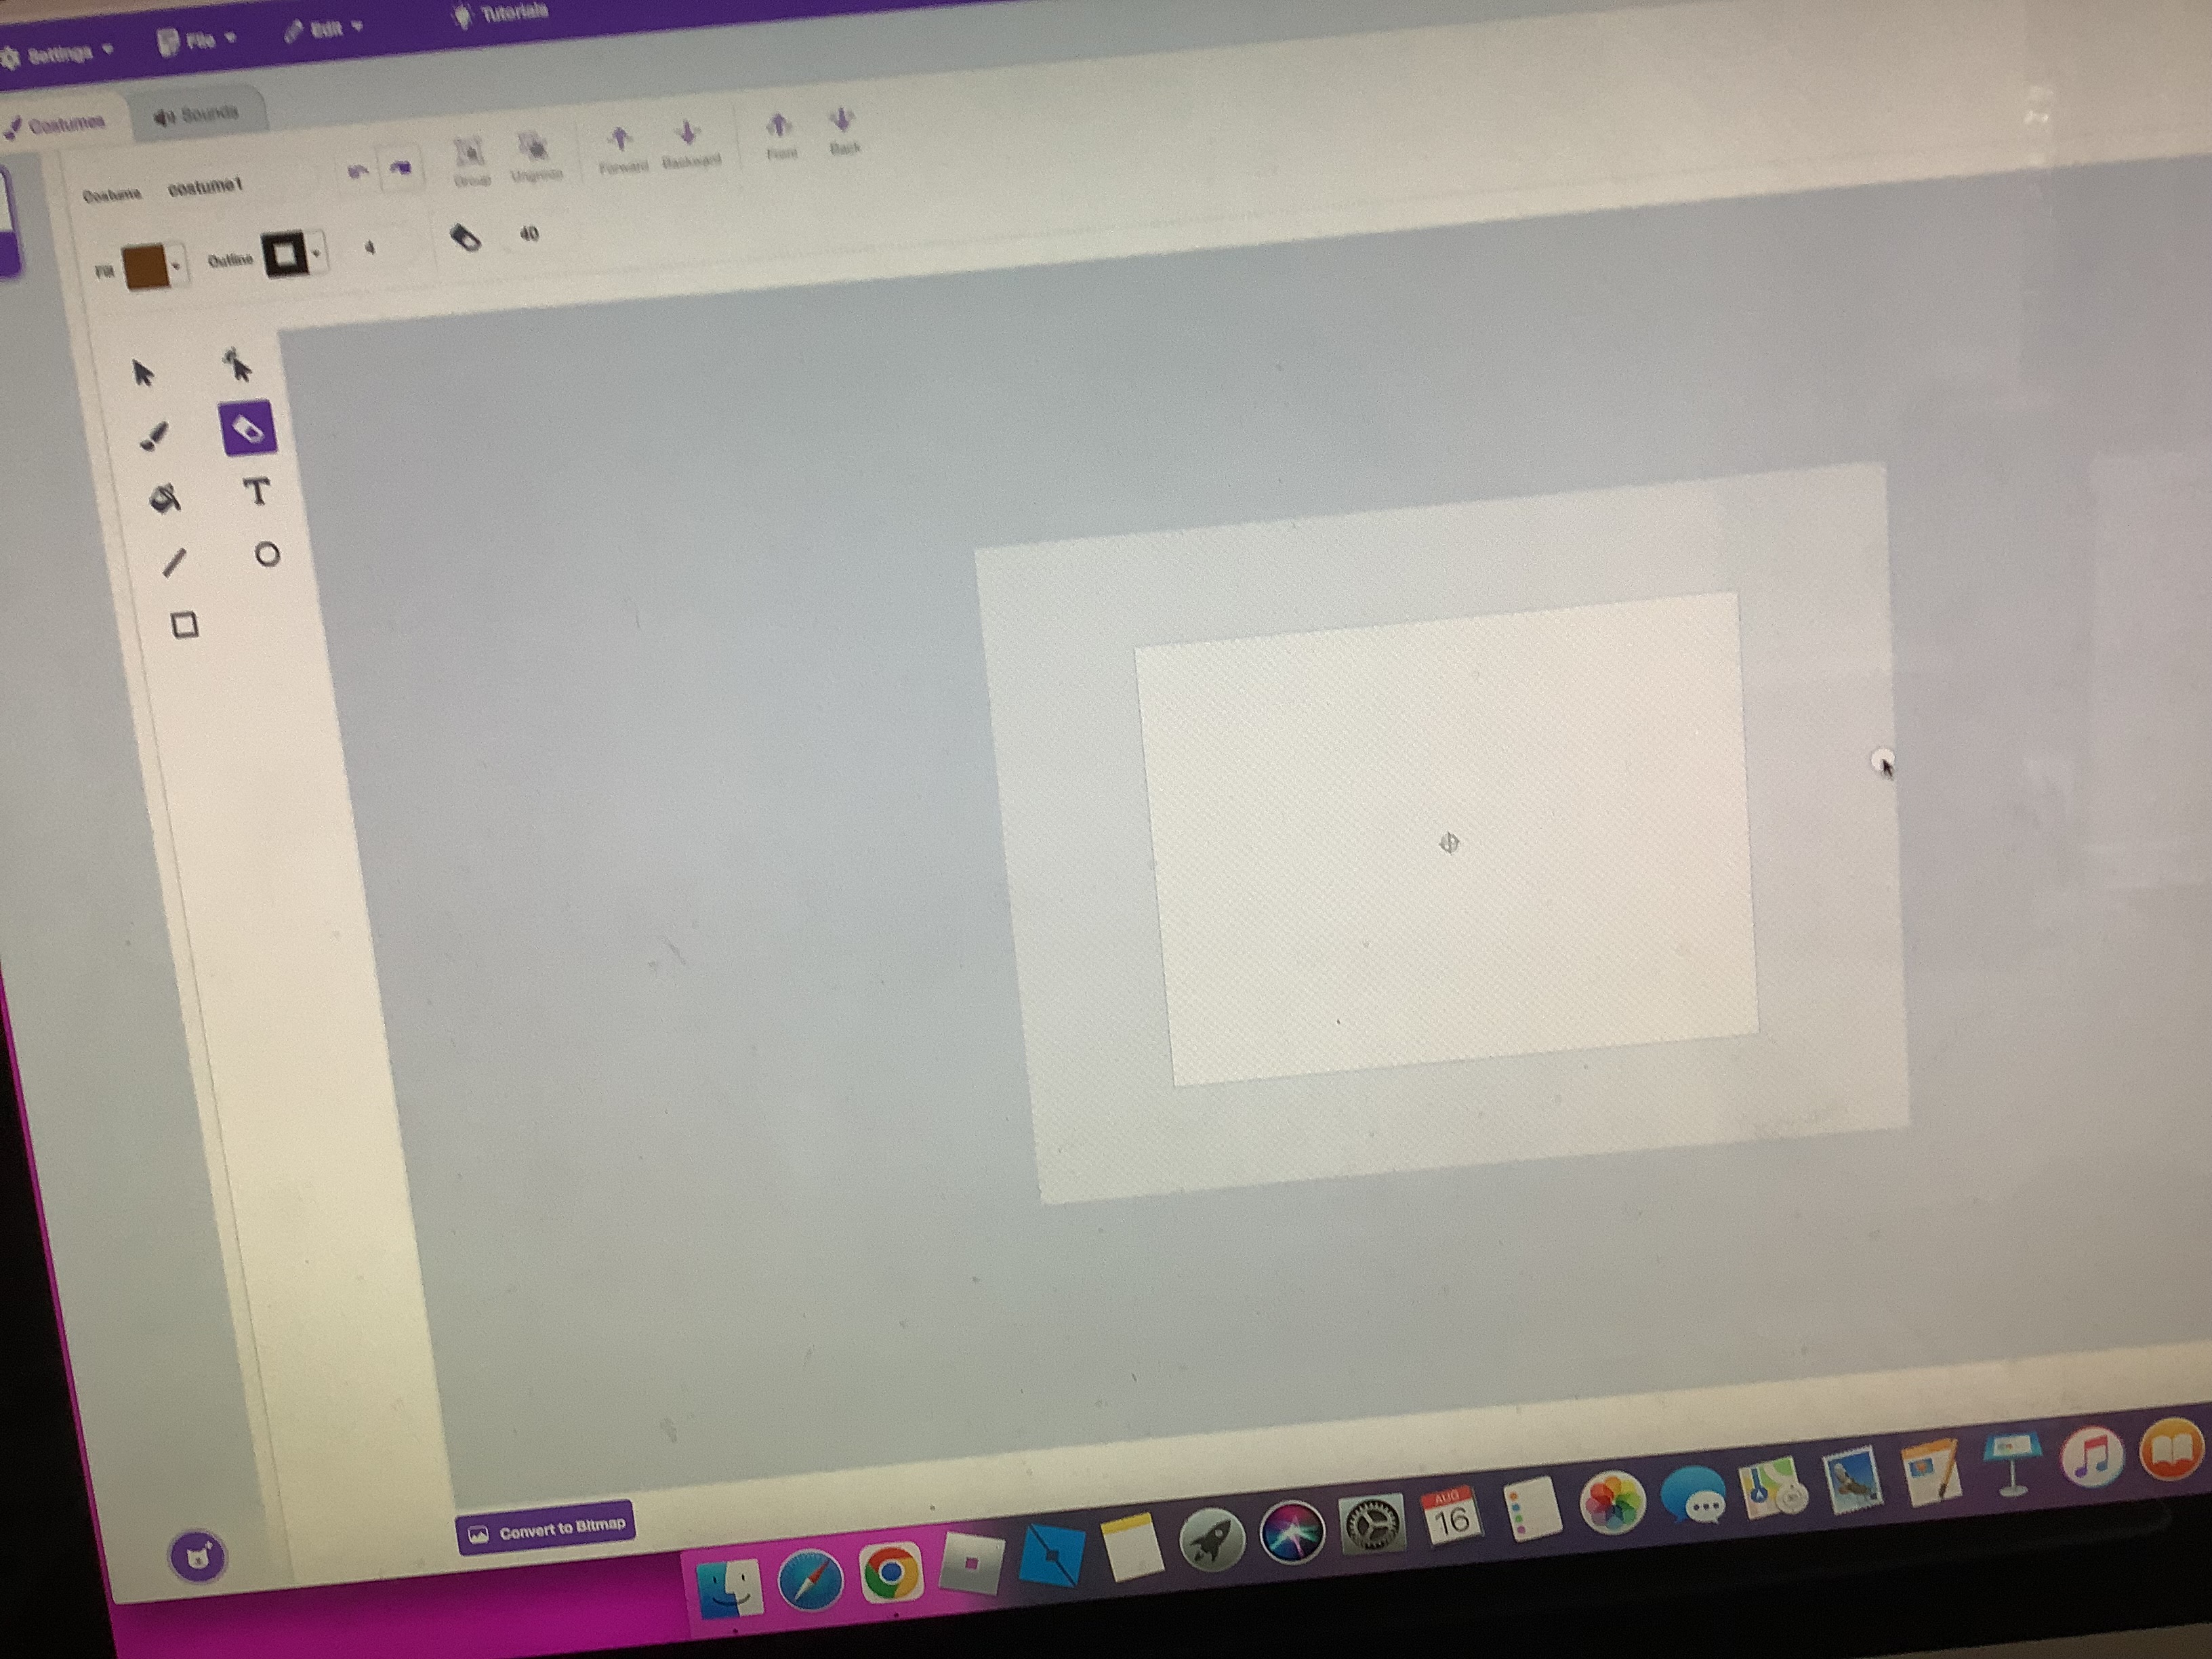 Settings File Edit Tutorials
Costumes Sounds
Costume costume1 Group Ungroup Forward Backward Front Back
Fill Outline 4 40
T
Convert to Bitmap
AUG
16